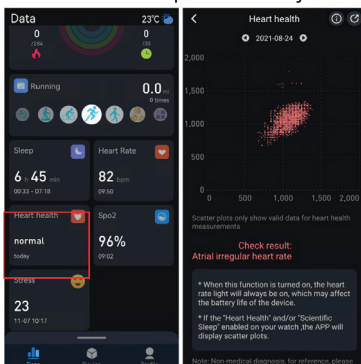 Data
23°C
0
/294
0
/30
Running
0.0 mi
0 times
Sleep
6 h 45 min
00:33 - 07:18
Heart Rate
82 bpm
09:50
Heart health
normal
today
Spo2
96%
09:02
Stress
23
11-07 10:17
Heart health
2021-08-24
2,000
1,500
1,000
500
0
0 500 1,000 1,500 2,000
Scatter plots only show valid data for heart health
measurements
Check result:
Atrial irregular heart rate
* When this function is turned on, the heart
rate light will always be on, which may affect
the battery life of the device.
* If the "Heart Health" and/or "Scientific
Sleep" enabled on your watch ,the APP will
display scatter plots.
Note: Non-medical diagnosis, for reference, please